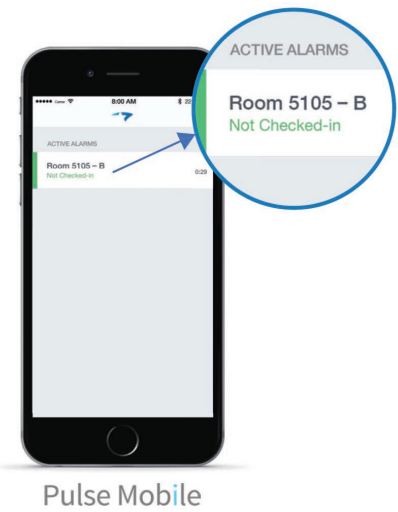 ACTIVE ALARMS
Room 5105 – B
Not Checked-in
8:00 AM
ACTIVE ALARMS
Room 5105 – B
Not Checked-in
0:29
Pulse Mobile